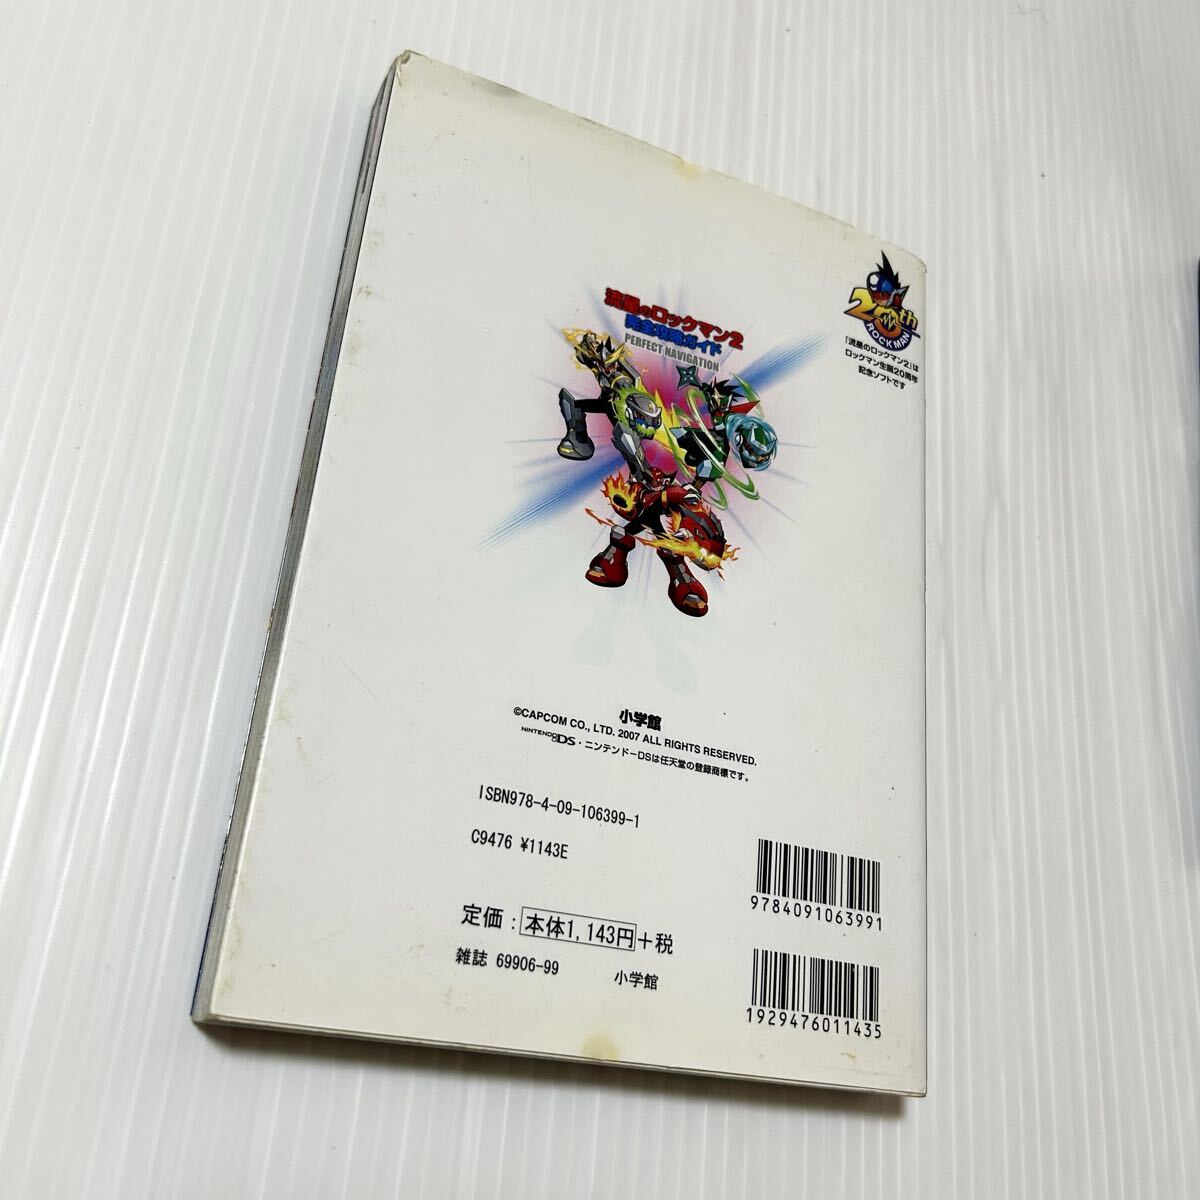 流星のロックマン2
完全攻略ガイド
PERFECT NAVIGATION
20th
ROCKMAN
「流星のロックマン2」は
ロックマン生誕20周年
記念ソフトです
小学館
©CAPCOM CO., LTD. 2007 ALL RIGHTS RESERVED.
NINTENDO DS・ニンテンドーDSは任天堂の登録商標です。
ISBN978-4-09-106399-1
C9476 ¥1143E
定価:本体1,143円+税
雑誌 69906-99
小学館
9784091063991
1929476011435